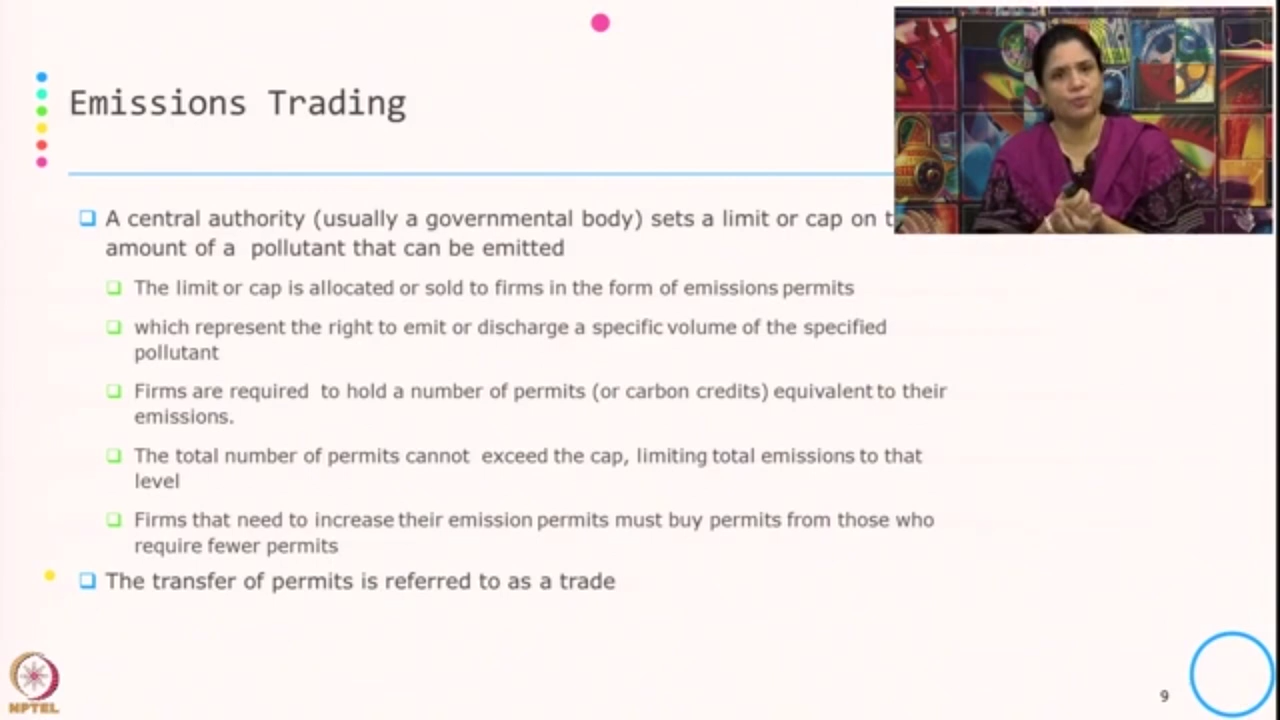 Emissions Trading
A central authority (usually a governmental body) sets a limit or cap on
amount of a pollutant that can be emitted
The limit or cap is allocated or sold to firms in the form of emissions permits
which represent the right to emit or discharge a specific volume of the specified
pollutant
Firms are required to hold a number of permits (or carbon credits) equivalent to their
emissions.
The total number of permits cannot exceed the cap, limiting total emissions to that
level
Firms that need to increase their emission permits must buy permits from those who
require fewer permits
The transfer of permits is referred to as a trade
NPTEL
9